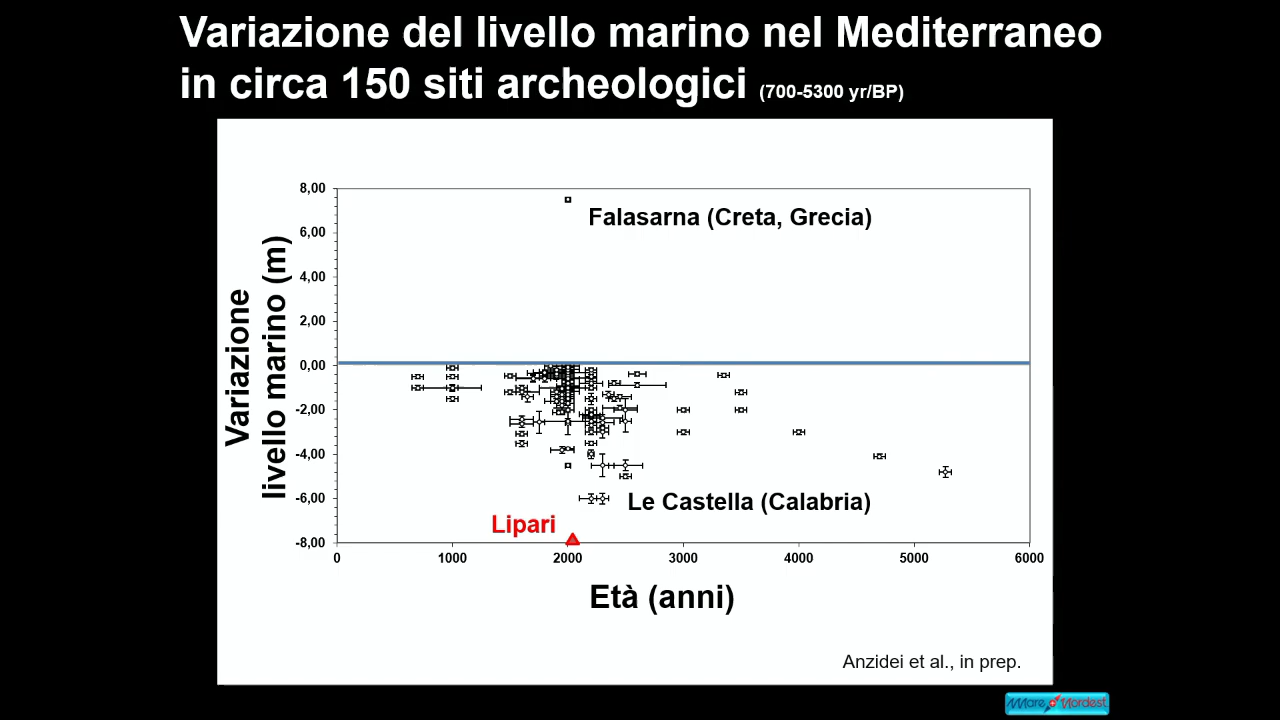 Variazione del livello marino nel Mediterraneo
in circa 150 siti archeologici (700-5300 yr/BP)
Variazione
livello marino (m)
8,00
6,00
4,00
2,00
0,00
-2,00
-4,00
-6,00
-8,00
Falasarna (Creta, Grecia)
Le Castella (Calabria)
Lipari
0 1000 2000 3000 4000 5000 6000
Età (anni)
Anzidei et al., in prep.
Mare Nordest